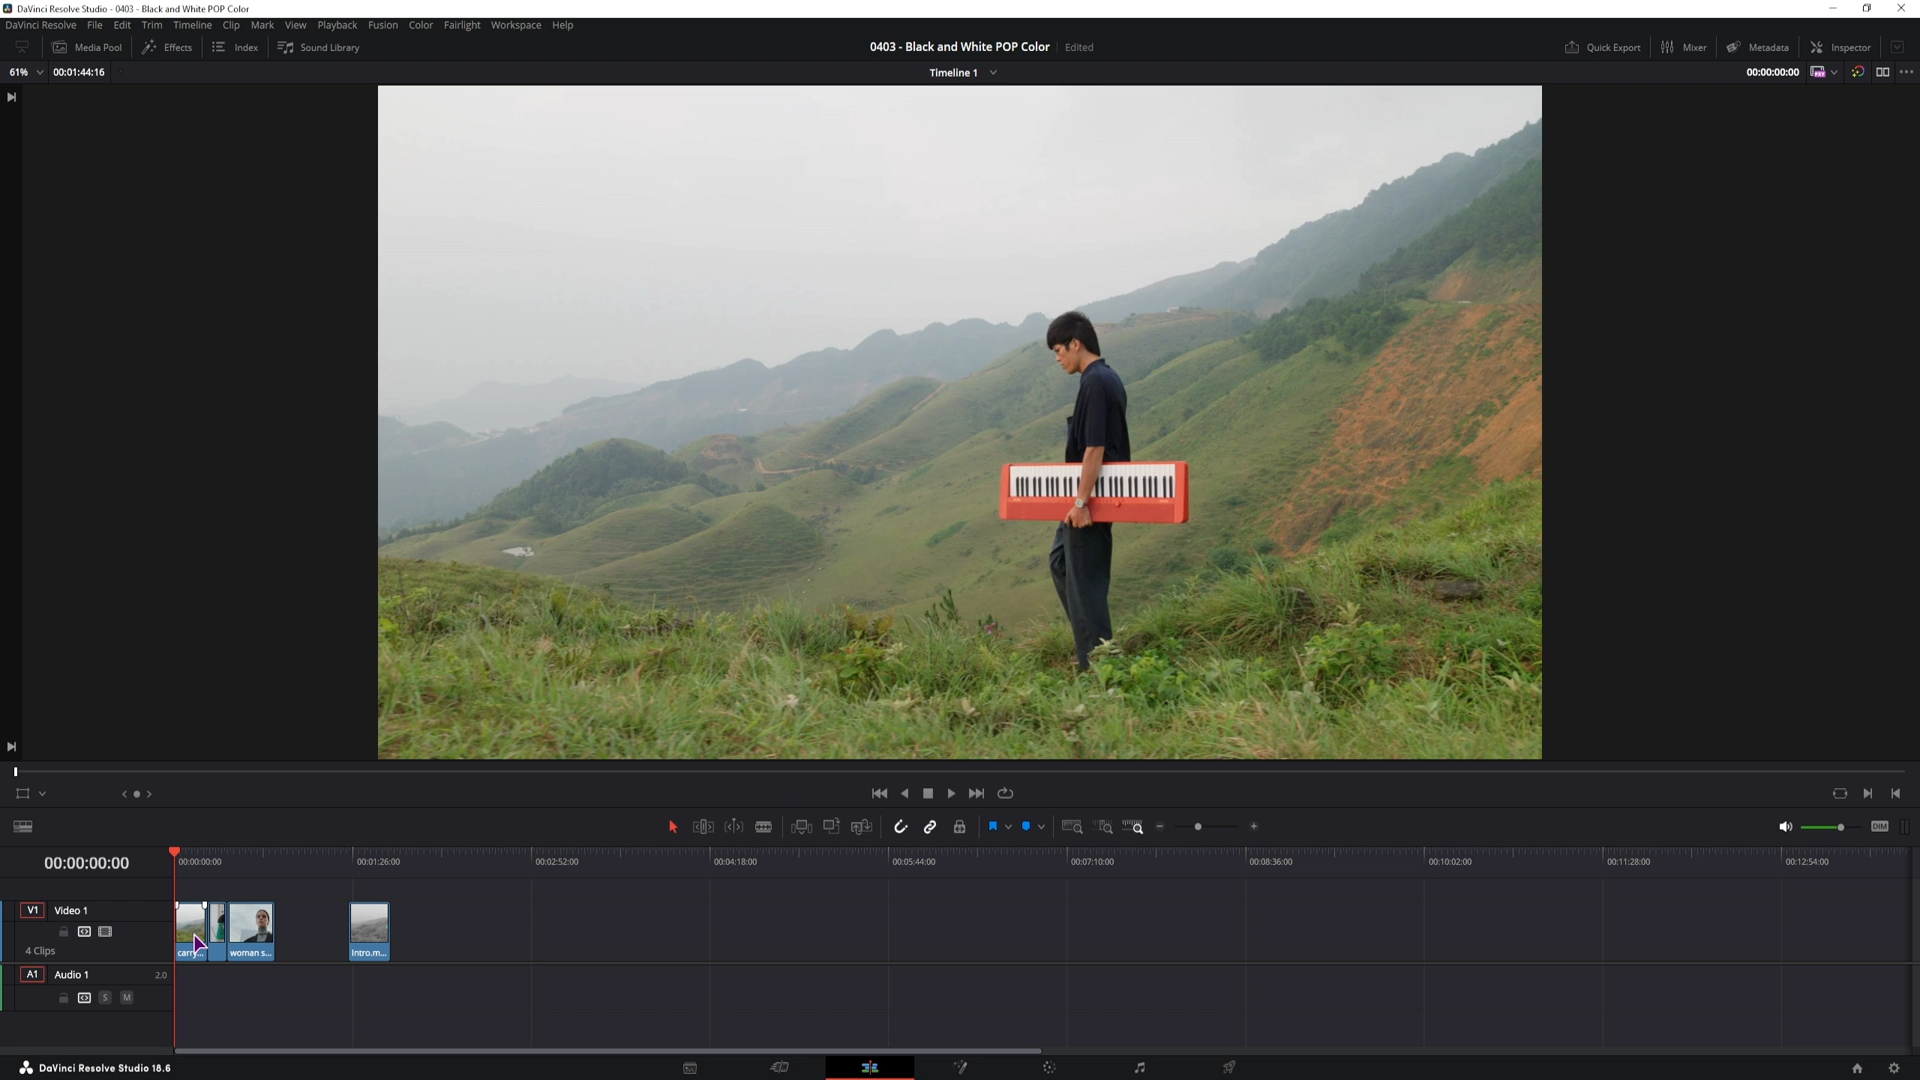 DaVinci Resolve Studio - 0403 - Black and White POP Color
DaVinci Resolve File Edit Trim Timeline Clip Mark View Playback Fusion Color Fairlight Workspace Help
Media Pool Effects Index Sound Library 0403 - Black and White POP Color Edited Quick Export Mixer Metadata Inspector
61% 00:01:44:16 Timeline 1 00:00:00:00
DIM
00:00:00:00 00:00:00:00 00:01:26:00 00:02:52:00 00:04:18:00 00:05:44:00 00:07:10:00 00:08:36:00 00:10:02:00 00:11:28:00 00:12:54:00
V1 Video 1
4 Clips carry... woman s... Intro.m...
A1 Audio 1 2.0
S M
DaVinci Resolve Studio 18.6